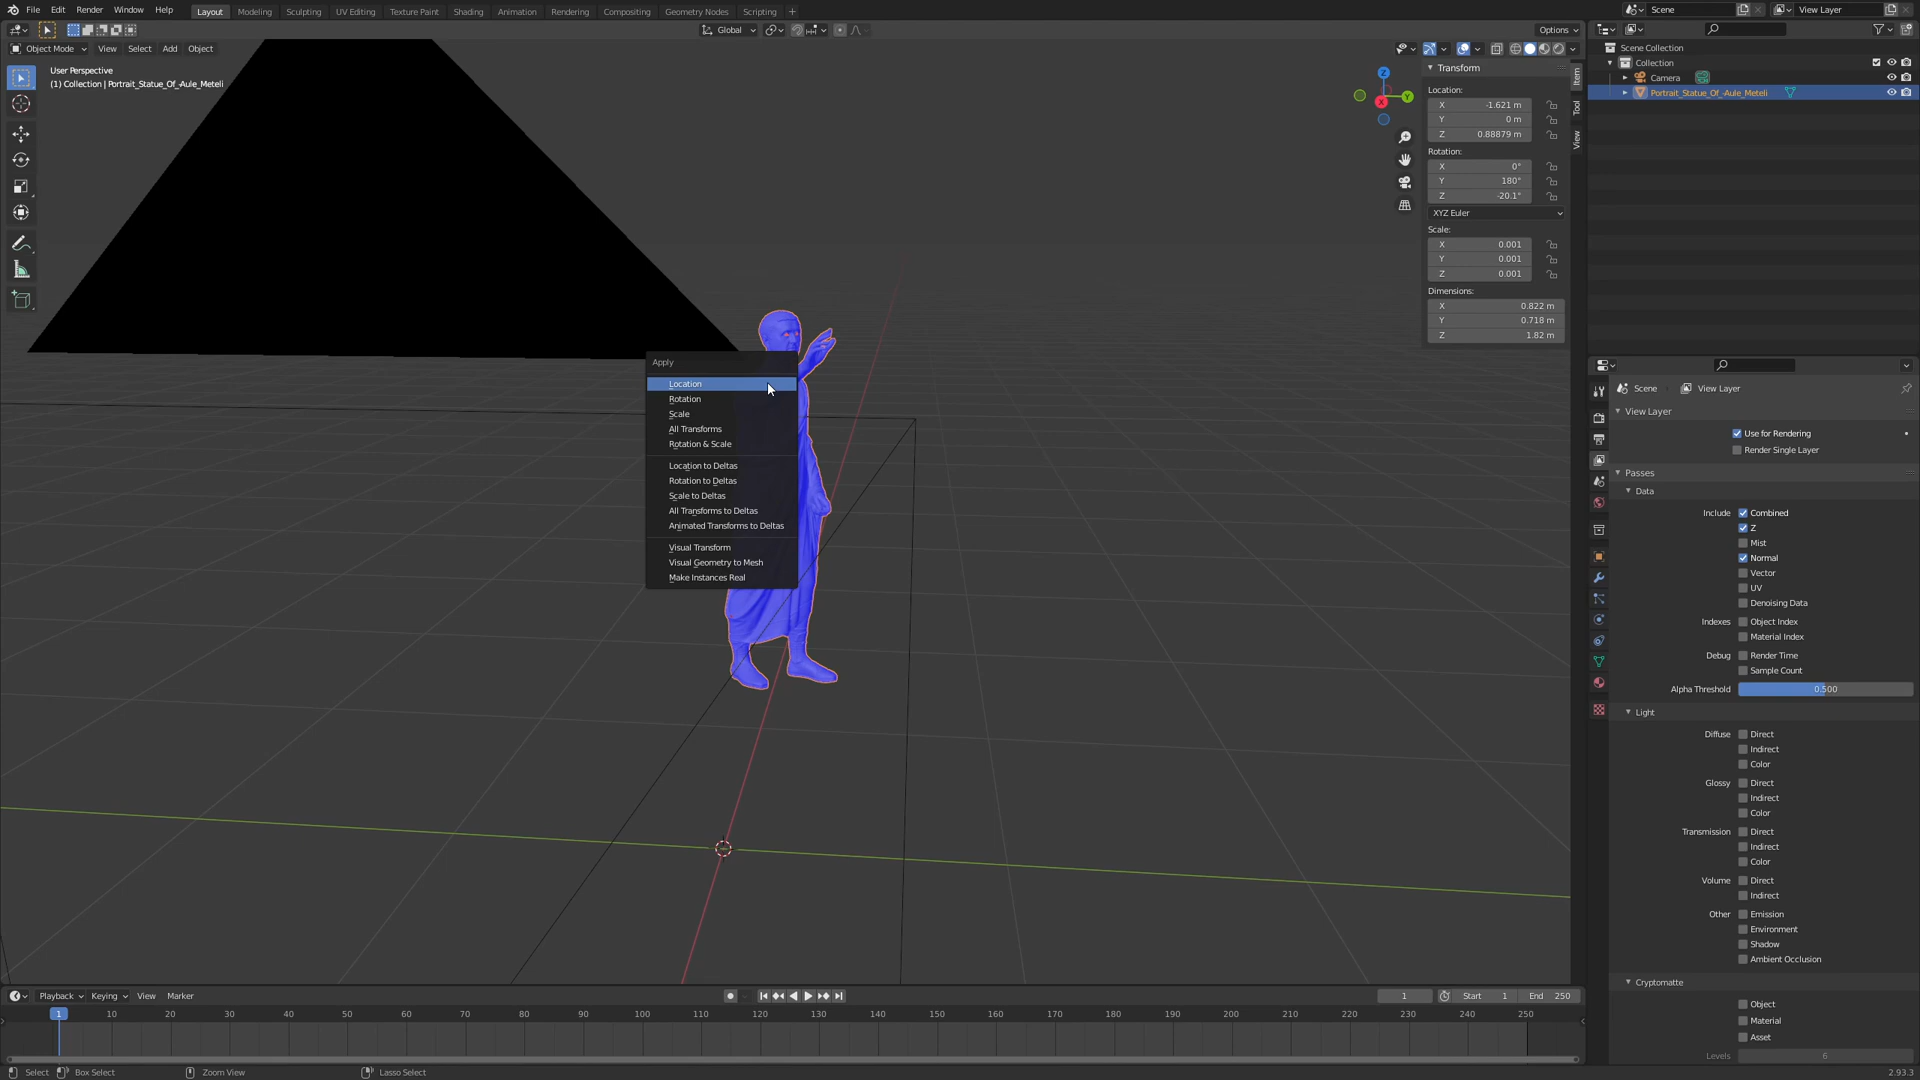 File Edit Render Window Help Layout Modeling Sculpting UV Editing Texture Paint Shading Animation Rendering Compositing Geometry Nodes Scripting + Scene View Layer
Global Options
Object Mode View Select Add Object
User Perspective
(1) Collection | Portrait_Statue_Of_-Aule_Meteli
Z
Y
X
Transform
Location:
X -1.621 m
Y 0 m
Z 0.88879 m
Rotation:
X 0°
Y 180°
Z -20.1°
XYZ Euler
Scale:
X 0.001
Y 0.001
Z 0.001
Dimensions:
X 0.822 m
Y 0.718 m
Z 1.82 m
Item
Tool
View
Scene Collection
Collection
Camera
Portrait_Statue_Of_-Aule_Meteli
Apply
Location
Rotation
Scale
All Transforms
Rotation & Scale
Location to Deltas
Rotation to Deltas
Scale to Deltas
All Transforms to Deltas
Animated Transforms to Deltas
Visual Transform
Visual Geometry to Mesh
Make Instances Real
Scene View Layer
View Layer
Use for Rendering
Render Single Layer
Passes
Data
Include Combined
Z
Mist
Normal
Vector
UV
Denoising Data
Indexes Object Index
Material Index
Debug Render Time
Sample Count
Alpha Threshold 0.500
Light
Diffuse Direct
Indirect
Color
Glossy Direct
Indirect
Color
Transmission Direct
Indirect
Color
Volume Direct
Indirect
Other Emission
Environment
Shadow
Ambient Occlusion
Cryptomatte
Object
Material
Asset
Levels 6
Playback Keying View Marker 1 Start 1 End 250
1 10 20 30 40 50 60 70 80 90 100 110 120 130 140 150 160 170 180 190 200 210 220 230 240 250
Select Box Select Zoom View Lasso Select 2.93.3